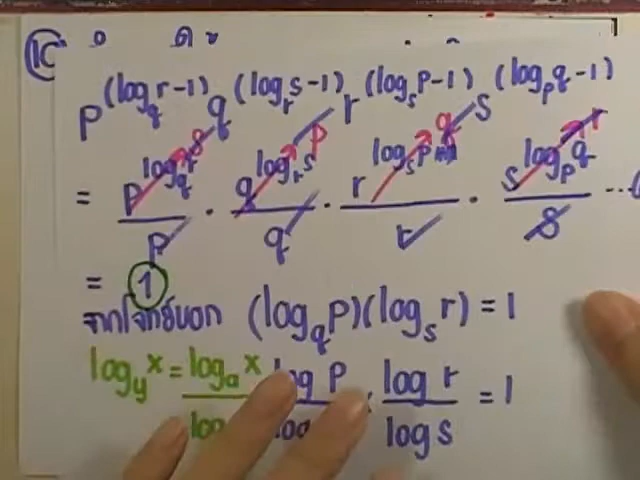 p^(log_q r-1) q^(log_r s-1) r^(log_s p-1) s^(log_p q-1)
= p^(log_q r)/p · q^(log_r s)/q · r^(log_s p)/r · s^(log_p q)/s ...
= 1
จากโจทย์บอก (log_q p)(log_s r) = 1
log_y x = log_a x log p log r / log s = 1